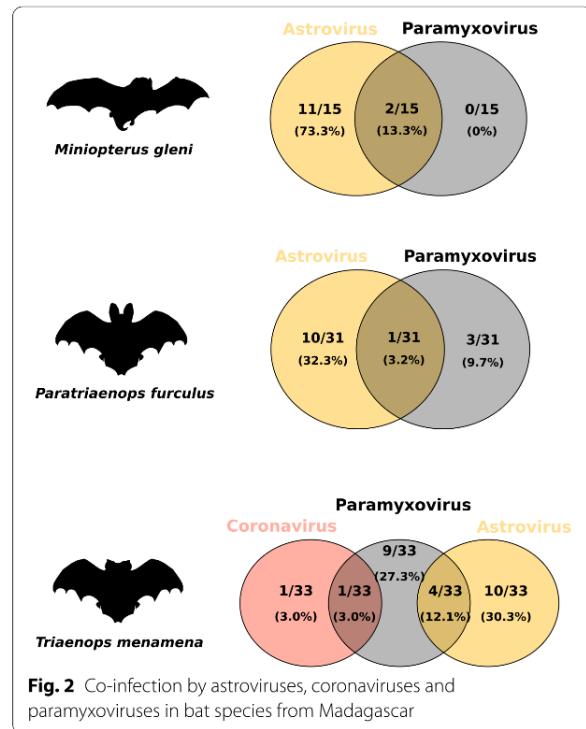 Astrovirus
Paramyxovirus
11/15
(73.3%)
2/15
(13.3%)
0/15
(0%)
Miniopterus gleni
Astrovirus
Paramyxovirus
10/31
(32.3%)
1/31
(3.2%)
3/31
(9.7%)
Paratriaenops furculus
Paramyxovirus
Coronavirus
Astrovirus
9/33
(27.3%)
1/33
(3.0%)
1/33
(3.0%)
4/33
(12.1%)
10/33
(30.3%)
Triaenops menamena
Fig. 2 Co-infection by astroviruses, coronaviruses and
paramyxoviruses in bat species from Madagascar